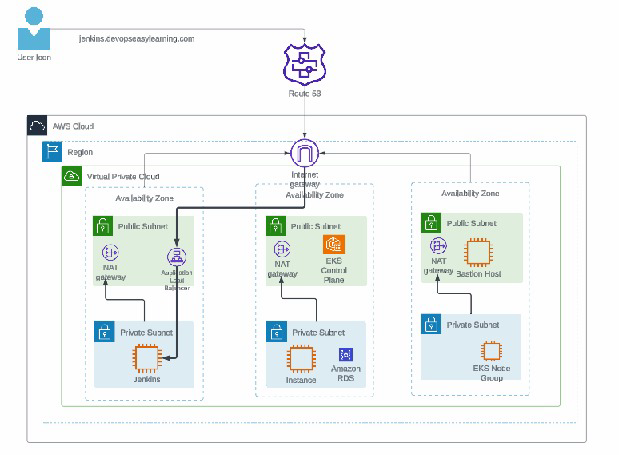 jenkins.devopseasylearning.com
User Icon
Route 53
AWS Cloud
Region
Internet
gateway
Virtual Private Cloud
Availability Zone
Availability Zone
Availability Zone
Public Subnet
NAT
gateway
Application
Load
Balancer
Private Subnet
Jenkins
Public Subnet
NAT
gateway
EKS
Control
Plane
Private Subnet
Instance
Amazon
RDS
Public Subnet
NAT
gateway
Bastion Host
Private Subnet
EKS Node
Group